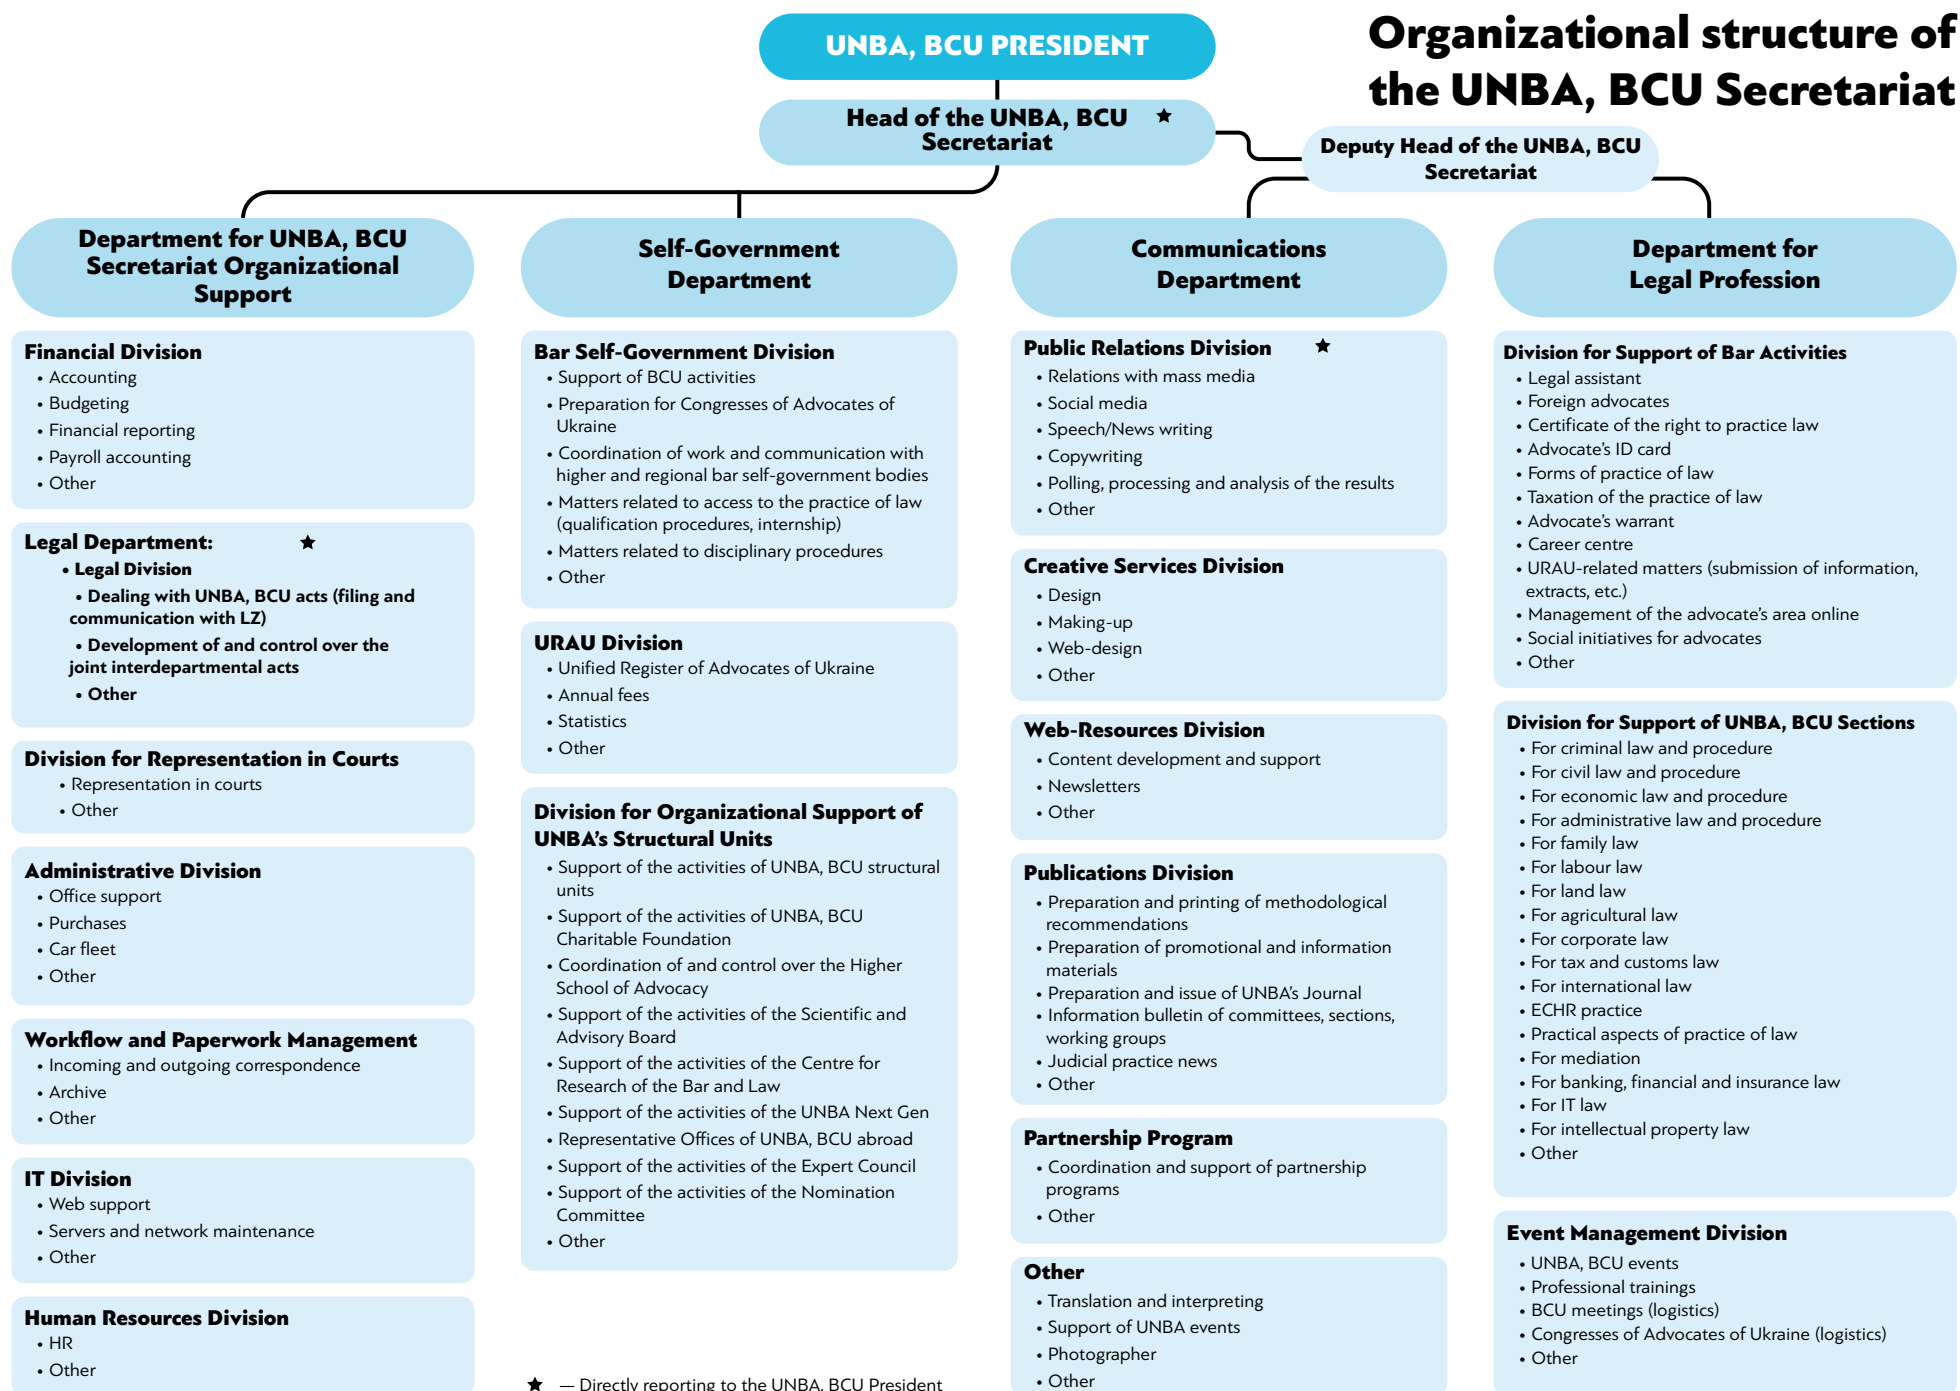 Organizational structure of
the UNBA, BCU Secretariat
UNBA, BCU PRESIDENT
Head of the UNBA, BCU ★
Secretariat
Deputy Head of the UNBA, BCU
Secretariat
Department for UNBA, BCU
Secretariat Organizational
Support
Financial Division
• Accounting
• Budgeting
• Financial reporting
• Payroll accounting
• Other
Legal Department: ★
• Legal Division
• Dealing with UNBA, BCU acts (filing and
communication with LZ)
• Development of and control over the
joint interdepartmental acts
• Other
Division for Representation in Courts
• Representation in courts
• Other
Administrative Division
• Office support
• Purchases
• Car fleet
• Other
Workflow and Paperwork Management
• Incoming and outgoing correspondence
• Archive
• Other
IT Division
• Web support
• Servers and network maintenance
• Other
Human Resources Division
• HR
• Other
Self-Government
Department
Bar Self-Government Division
• Support of BCU activities
• Preparation for Congresses of Advocates of
Ukraine
• Coordination of work and communication with
higher and regional bar self-government bodies
• Matters related to access to the practice of law
(qualification procedures, internship)
• Matters related to disciplinary procedures
• Other
URAU Division
• Unified Register of Advocates of Ukraine
• Annual fees
• Statistics
• Other
Division for Organizational Support of
UNBA’s Structural Units
• Support of the activities of UNBA, BCU structural
units
• Support of the activities of UNBA, BCU
Charitable Foundation
• Coordination of and control over the Higher
School of Advocacy
• Support of the activities of the Scientific and
Advisory Board
• Support of the activities of the Centre for
Research of the Bar and Law
• Support of the activities of the UNBA Next Gen
• Representative Offices of UNBA, BCU abroad
• Support of the activities of the Expert Council
• Support of the activities of the Nomination
Committee
• Other
★ — Directly reporting to the UNBA, BCU President
Communications
Department
Public Relations Division ★
• Relations with mass media
• Social media
• Speech/News writing
• Copywriting
• Polling, processing and analysis of the results
• Other
Creative Services Division
• Design
• Making-up
• Web-design
• Other
Web-Resources Division
• Content development and support
• Newsletters
• Other
Publications Division
• Preparation and printing of methodological
recommendations
• Preparation of promotional and information
materials
• Preparation and issue of UNBA’s Journal
• Information bulletin of committees, sections,
working groups
• Judicial practice news
• Other
Partnership Program
• Coordination and support of partnership
programs
• Other
Other
• Translation and interpreting
• Support of UNBA events
• Photographer
• Other
Department for
Legal Profession
Division for Support of Bar Activities
• Legal assistant
• Foreign advocates
• Certificate of the right to practice law
• Advocate’s ID card
• Forms of practice of law
• Taxation of the practice of law
• Advocate’s warrant
• Career centre
• URAU-related matters (submission of information,
extracts, etc.)
• Management of the advocate’s area online
• Social initiatives for advocates
• Other
Division for Support of UNBA, BCU Sections
• For criminal law and procedure
• For civil law and procedure
• For economic law and procedure
• For administrative law and procedure
• For family law
• For labour law
• For land law
• For agricultural law
• For corporate law
• For tax and customs law
• For international law
• ECHR practice
• Practical aspects of practice of law
• For mediation
• For banking, financial and insurance law
• For IT law
• For intellectual property law
• Other
Event Management Division
• UNBA, BCU events
• Professional trainings
• BCU meetings (logistics)
• Congresses of Advocates of Ukraine (logistics)
• Other